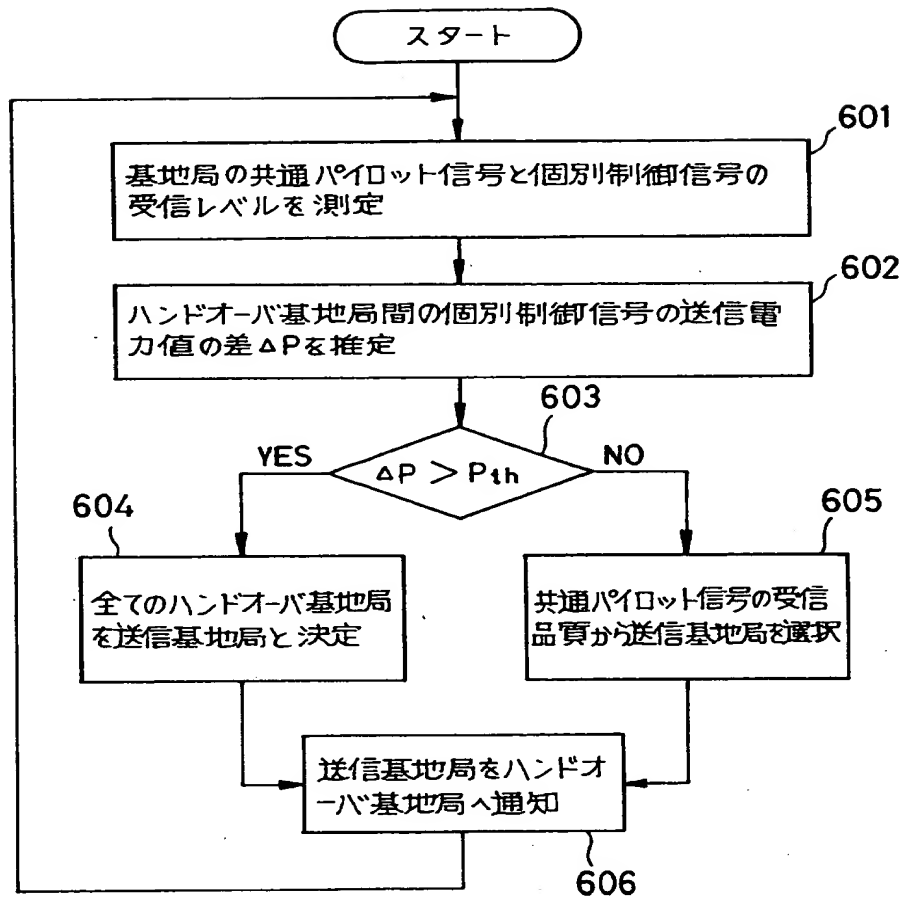 スタート
601
基地局の共通パイロット信号と個別制御信号の
受信レベルを測定
602
ハンドオーバ基地局間の個別制御信号の送信電
力値の差ΔPを推定
603
YES
ΔP > Pth
NO
604
全てのハンドオーバ基地局
を送信基地局と決定
605
共通パイロット信号の受信
品質から送信基地局を選択
送信基地局をハンドオ
ーバ基地局へ通知
606